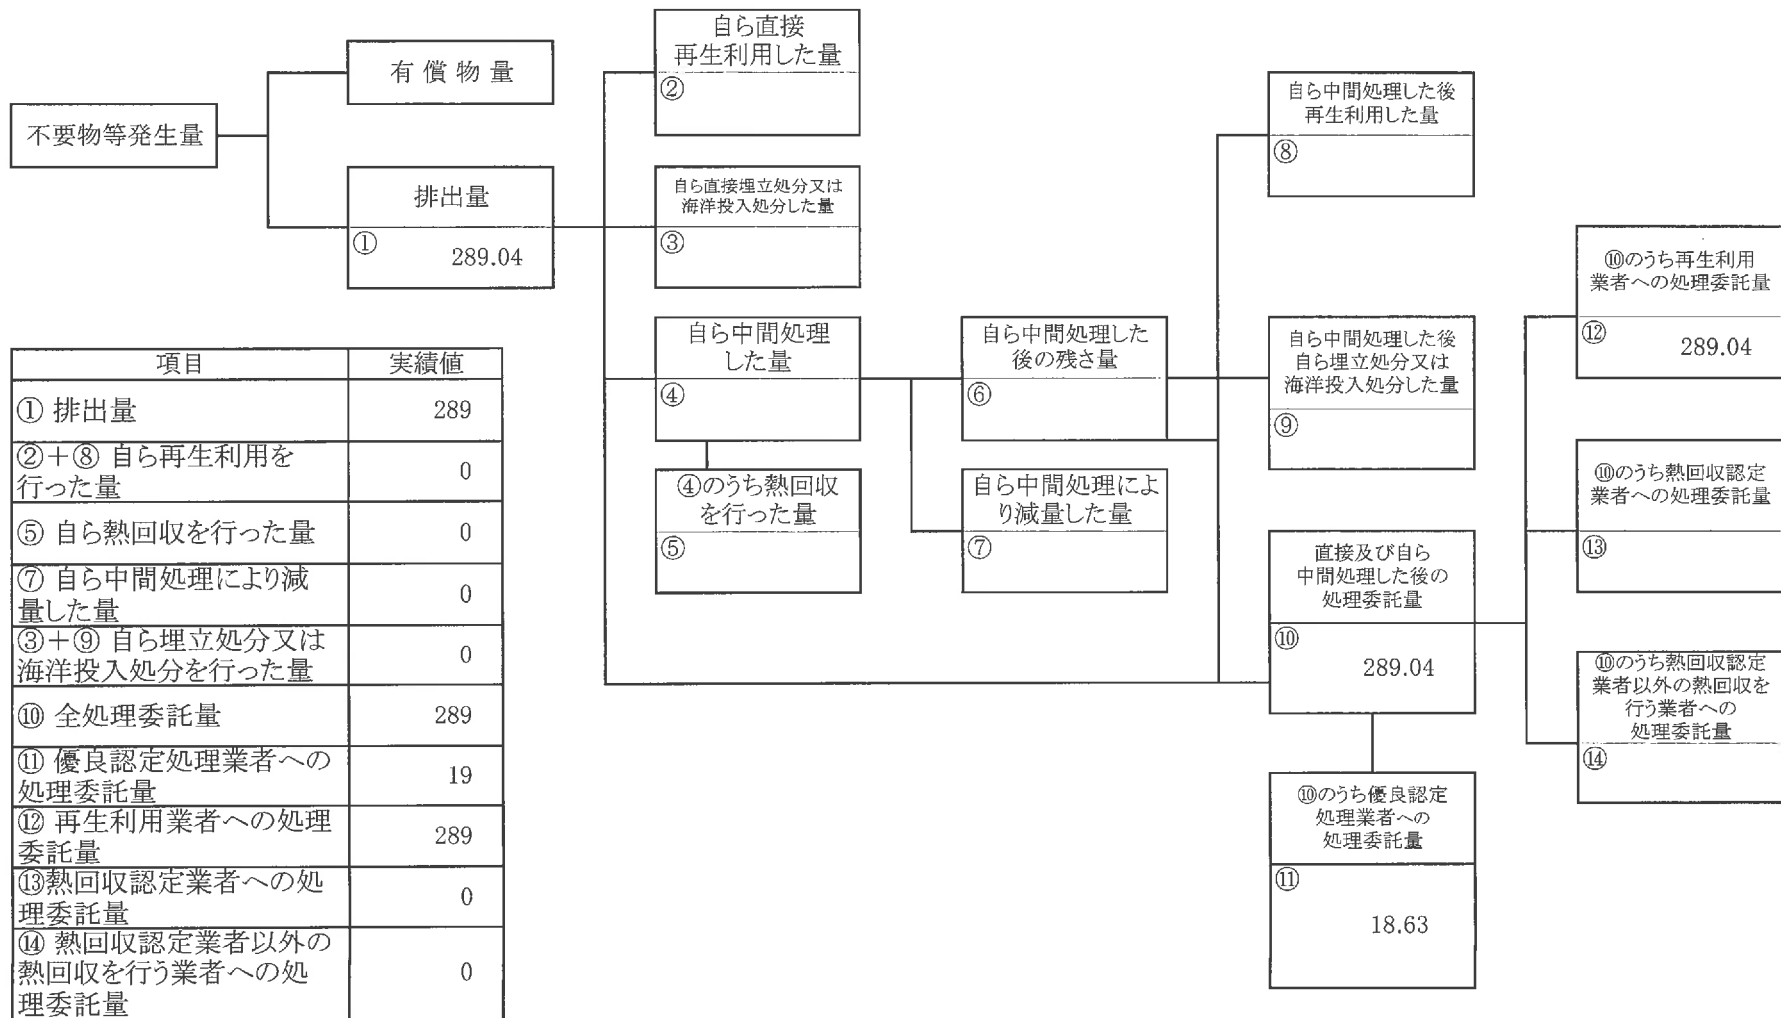 不要物等発生量
有償物量
排出量
①
289.04
自ら直接
再生利用した量
②
自ら直接埋立処分又は
海洋投入処分した量
③
自ら中間処理
した量
④
④のうち熱回収
を行った量
⑤
自ら中間処理した
後の残さ量
⑥
自ら中間処理によ
り減量した量
⑦
自ら中間処理した後
再生利用した量
⑧
自ら中間処理した後
自ら埋立処分又は
海洋投入処分した量
⑨
直接及び自ら
中間処理した後の
処理委託量
⑩
289.04
⑩のうち優良認定
処理業者への
処理委託量
⑪
18.63
⑩のうち再生利用
業者への処理委託量
⑫
289.04
⑩のうち熱回収認定
業者への処理委託量
⑬
⑩のうち熱回収認定
業者以外の熱回収を
行う業者への
処理委託量
⑭
項目 実績値
① 排出量 289
②+⑧ 自ら再生利用を
行った量 0
⑤ 自ら熱回収を行った量 0
⑦ 自ら中間処理により減
量した量 0
③+⑨ 自ら埋立処分又は
海洋投入処分を行った量 0
⑩ 全処理委託量 289
⑪ 優良認定処理業者への
処理委託量 19
⑫ 再生利用業者への処理
委託量 289
⑬熱回収認定業者への処
理委託量 0
⑭ 熱回収認定業者以外の
熱回収を行う業者への処
理委託量 0